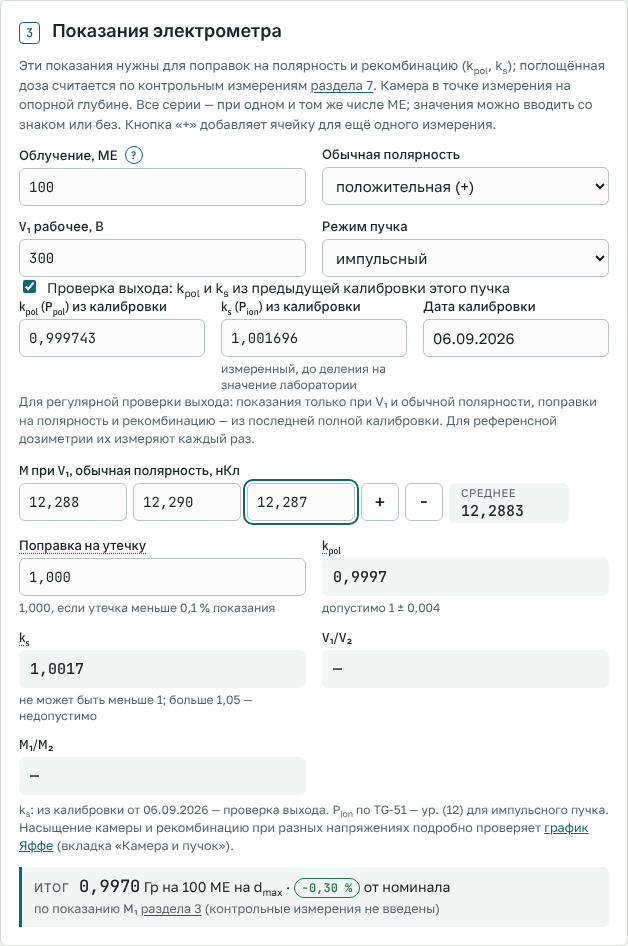 3 Показания электрометра
Эти показания нужны для поправок на полярность и рекомбинацию (kpol, ks); поглощённая
доза считается по контрольным измерениям раздела 7. Камера в точке измерения на
опорной глубине. Все серии — при одном и том же числе МЕ; значения можно вводить со
знаком или без. Кнопка «+» добавляет ячейку для ещё одного измерения.
Облучение, МЕ ? Обычная полярность
100 положительная (+)
V₁ рабочее, В Режим пучка
300 импульсный
Проверка выхода: kpol и ks из предыдущей калибровки этого пучка
kpol (Ppol) из калибровки ks (Pion) из калибровки Дата калибровки
0,999743 1,001696 06.09.2026
измеренный, до деления на
значение лаборатории
Для регулярной проверки выхода: показания только при V₁ и обычной полярности, поправки
на полярность и рекомбинацию — из последней полной калибровки. Для референсной
дозиметрии их измеряют каждый раз.
М при V₁, обычная полярность, нКл
12,288 12,290 12,287 + - СРЕДНЕЕ
12,2883
Поправка на утечку kpol
1,000 0,9997
1,000, если утечка меньше 0,1 % показания допустимо 1 ± 0,004
ks V₁/V₂
1,0017 —
не может быть меньше 1; больше 1,05 —
недопустимо
M₁/M₂
—
ks: из калибровки от 06.09.2026 — проверка выхода. Pion по TG-51 — ур. (12) для импульсного пучка.
Насыщение камеры и рекомбинацию при разных напряжениях подробно проверяет график
Яффе (вкладка «Камера и пучок»).
ИТОГ 0,9970 Гр на 100 МЕ на dmax · -0,30 % от номинала
по показанию M₁ раздела 3 (контрольные измерения не введены)